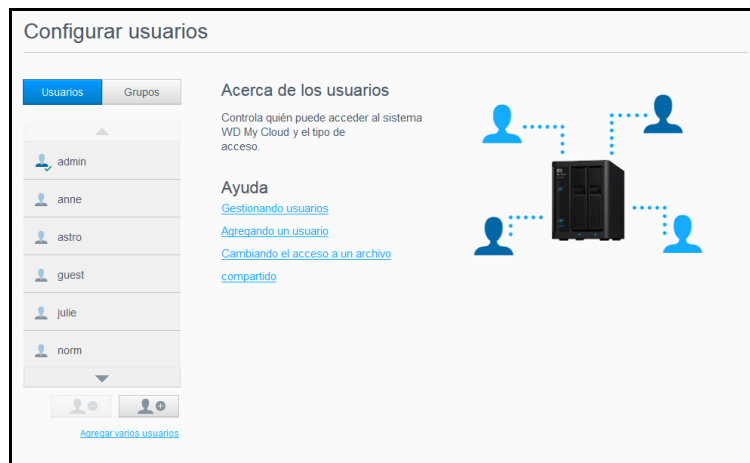 Configurar usuarios
Usuarios
Grupos
admin
anne
astro
guest
julie
norm
Agregar varios usuarios
Acerca de los usuarios
Controla quién puede acceder al sistema
WD My Cloud y el tipo de
acceso.
Ayuda
Gestionando usuarios
Agregando un usuario
Cambiando el acceso a un archivo
compartido